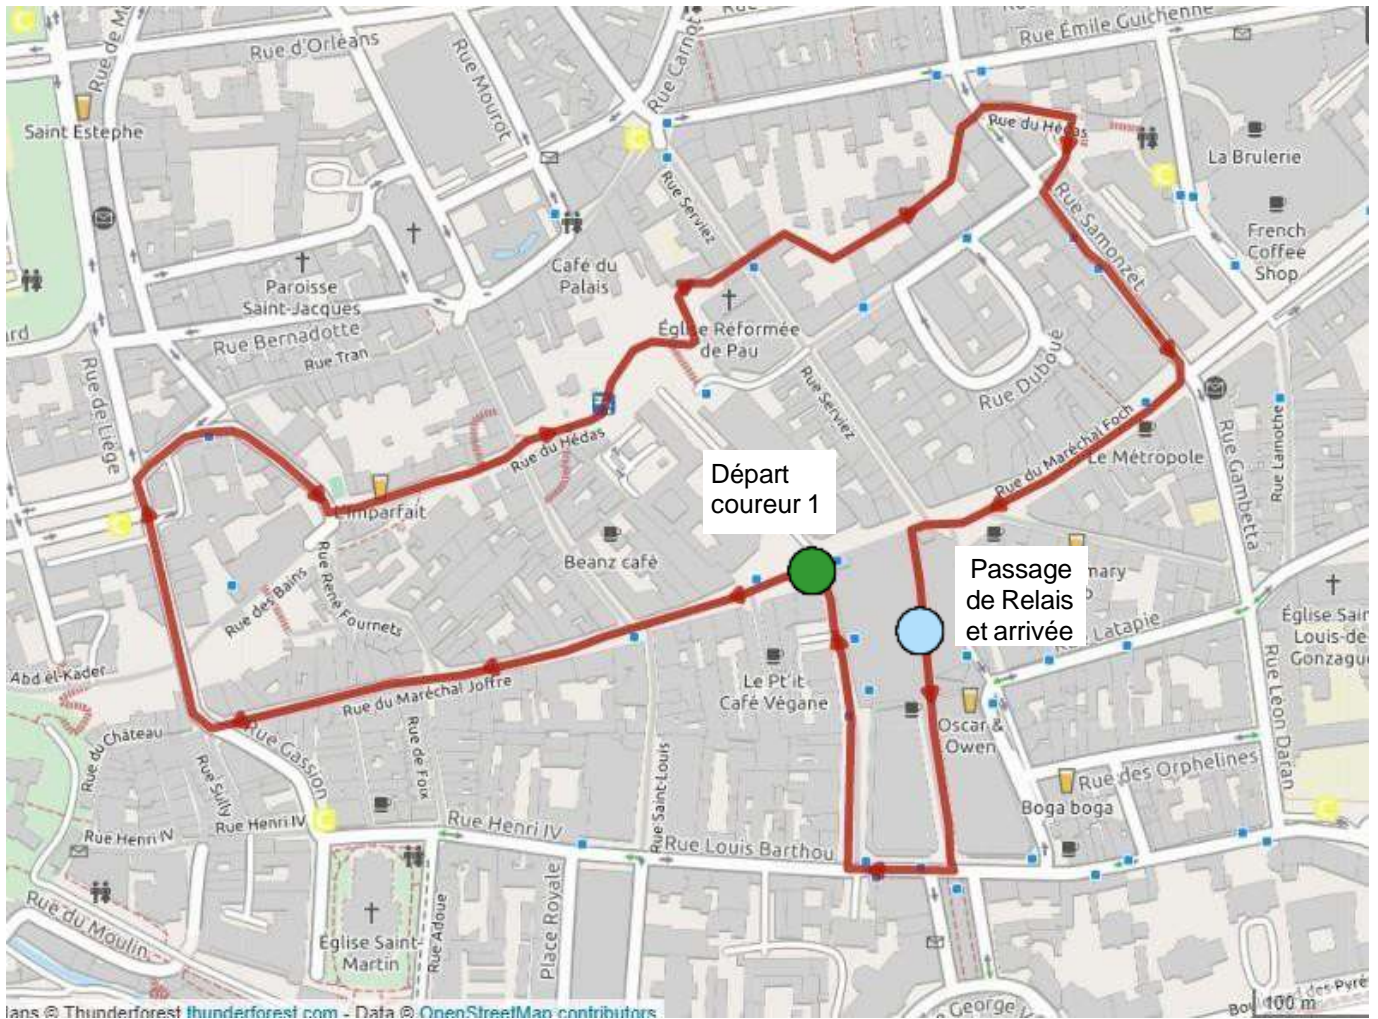 Rue Émile Guichenne
Rue d'Orléans
Rue Mourot
Rue Carnot
Saint Estephe
Rue du Hédas
La Brulerie
Rue Serviez
Rue Samonzet
French
Coffee
Shop
Café du
Palais
Paroisse
Saint-Jacques
Rue Bernadotte
Rue Tran
Église Réformée
de Pau
Rue de Liège
Rue Duboué
Rue Serviez
Rue du Maréchal Foch
Le Métropole
Rue Gambetta
Rue Lamothe
Rue du Hédas
Départ
coureur 1
L'Imparfait
Beanz café
Passage
de Relais
et arrivée
Rue des Bains
Rue René Fournets
Latapie
Église Sain
Louis-de-
Gonzague
Abd el-Kader
Rue du Maréchal Joffre
Le Pt'it
Café Végane
Oscar &
Owen
Rue Léon Daran
Rue du Château
Rue Sully
Rue Gassion
Rue de Foix
Rue Saint-Louis
Rue des Orphelines
Boga boga
Rue Henri IV
Rue Henri IV
Rue Henri IV
Rue Louis Barthou
Rue du Moulin
Église Saint-
Martin
Rue Adoue
Place Royale
George V
100 m
Maps © Thunderforest thunderforest.com - Data © OpenStreetMap contributors